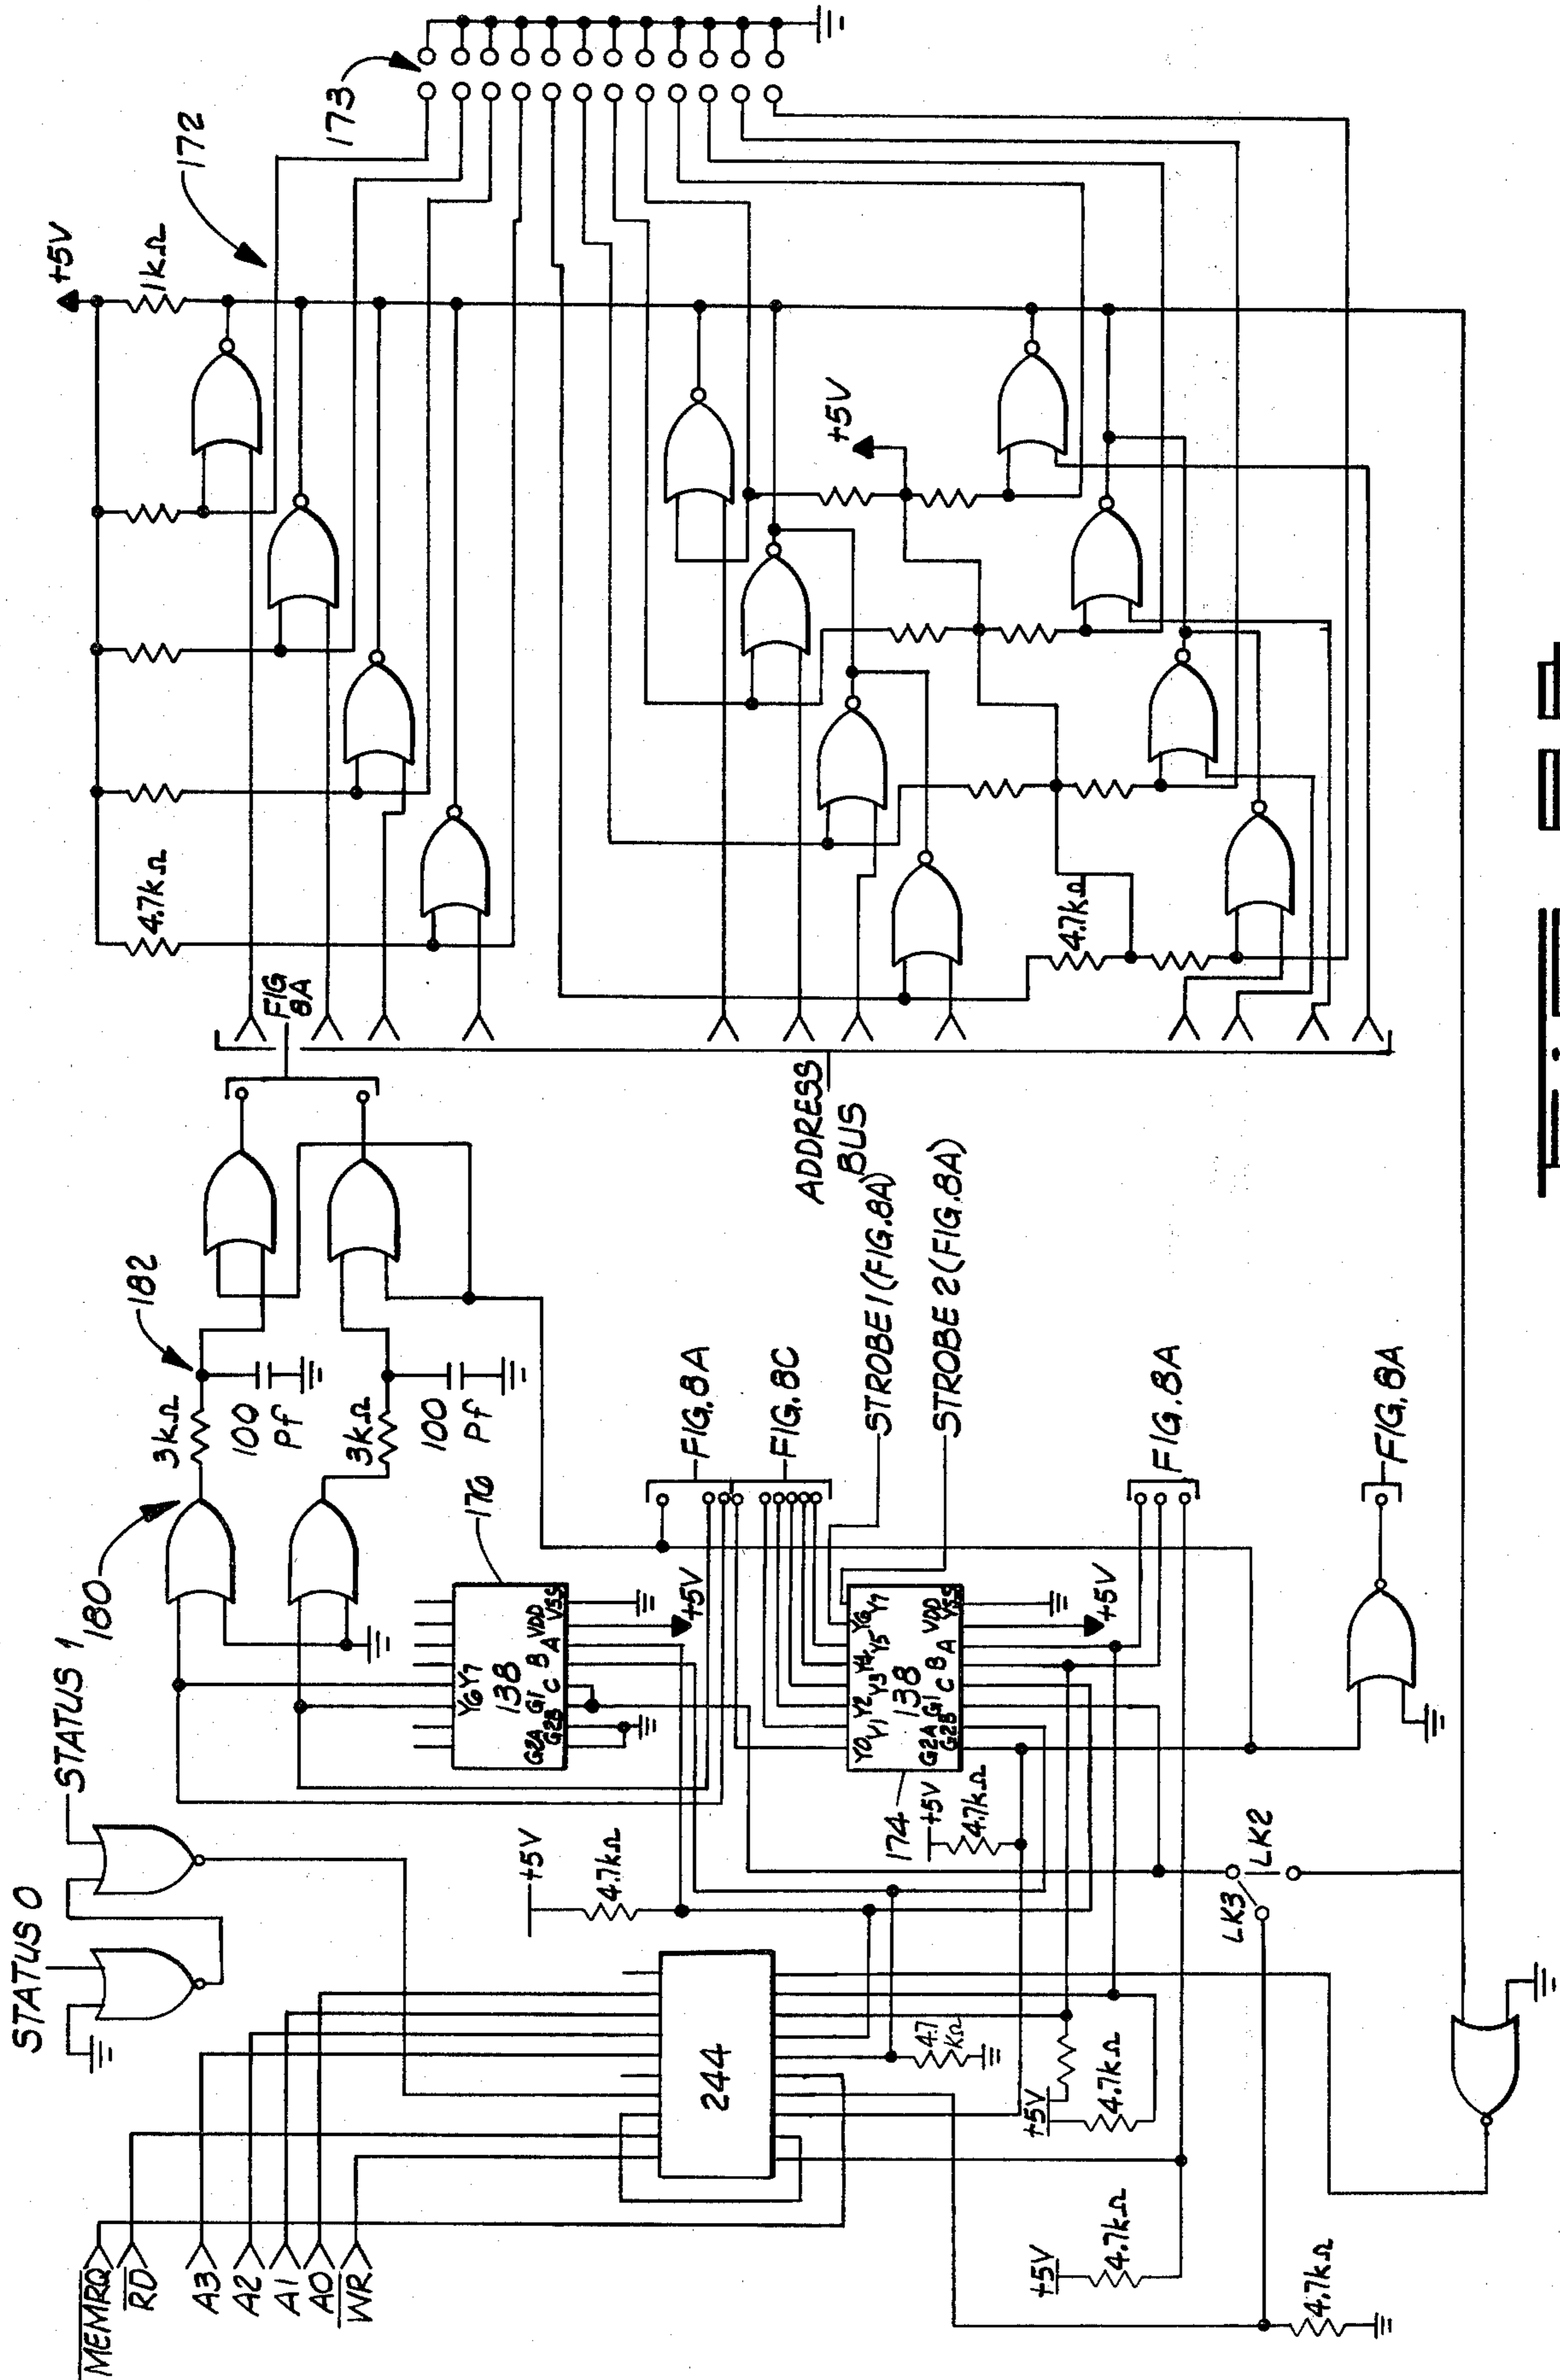 STATUS 0
STATUS 1
MEMRQ
RD
A3
A2
A1
A0
WR
180
182
3kΩ
100
Pf
3kΩ
100
Pf
FIG
8A
+5V
1kΩ
172
173
4.7kΩ
176
Y6Y7
138
G2A G2B G1 C B A VDD VSS
+5V
+5V
4.7kΩ
FIG.8A
FIG.8C
STROBE 1 (FIG.8A)
STROBE 2 (FIG.8A)
ADDRESS
BUS
+5V
4.7kΩ
244
4.7
kΩ
174
+5V
4.7kΩ
Y0 Y1 Y2 Y3 Y4 Y5 Y6 Y7
138
G2A G2B G1 C B A VDD VSS
+5V
FIG.8A
+5V
4.7kΩ
+5V
4.7kΩ
LK3
LK2
FIG.8A
4.7kΩ